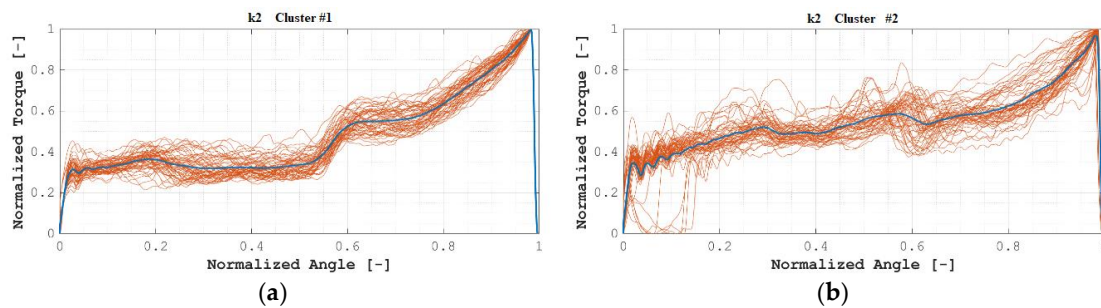 k2 Cluster #1
1
0.8
0.6
0.4
0.2
0
Normalized Torque [-]
0 0.2 0.4 0.6 0.8 1
Normalized Angle [-]
(a)
k2 Cluster #2
1
0.8
0.6
0.4
0.2
0
Normalized Torque [-]
0 0.2 0.4 0.6 0.8
Normalized Angle [-]
(b)